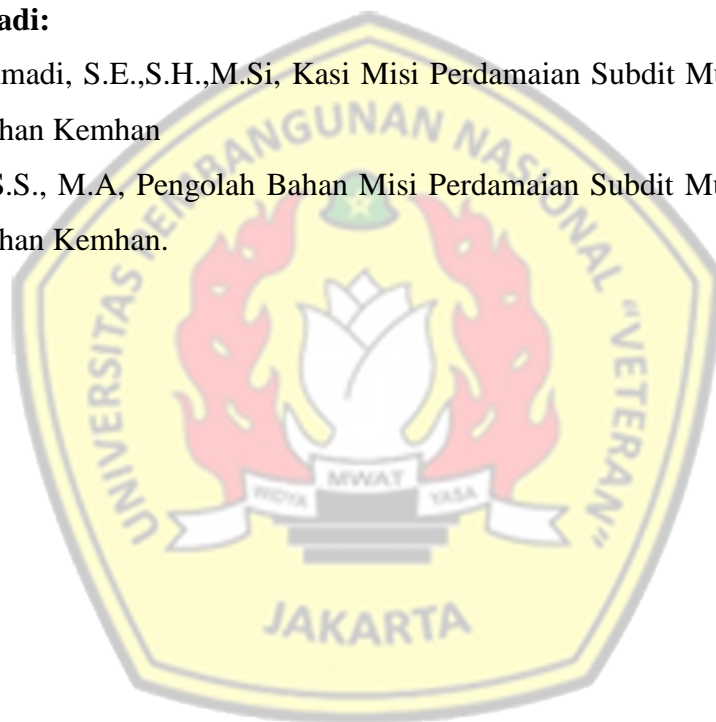 adi:
madi, S.E.,S.H.,M.Si, Kasi Misi Perdamaian Subdit Mu
han Kemhan
S.S., M.A, Pengolah Bahan Misi Perdamaian Subdit Mu
han Kemhan.
UNIVERSITAS PEMBANGUNAN NASIONAL "VETERAN"
WIDYA MWAT YASA
JAKARTA